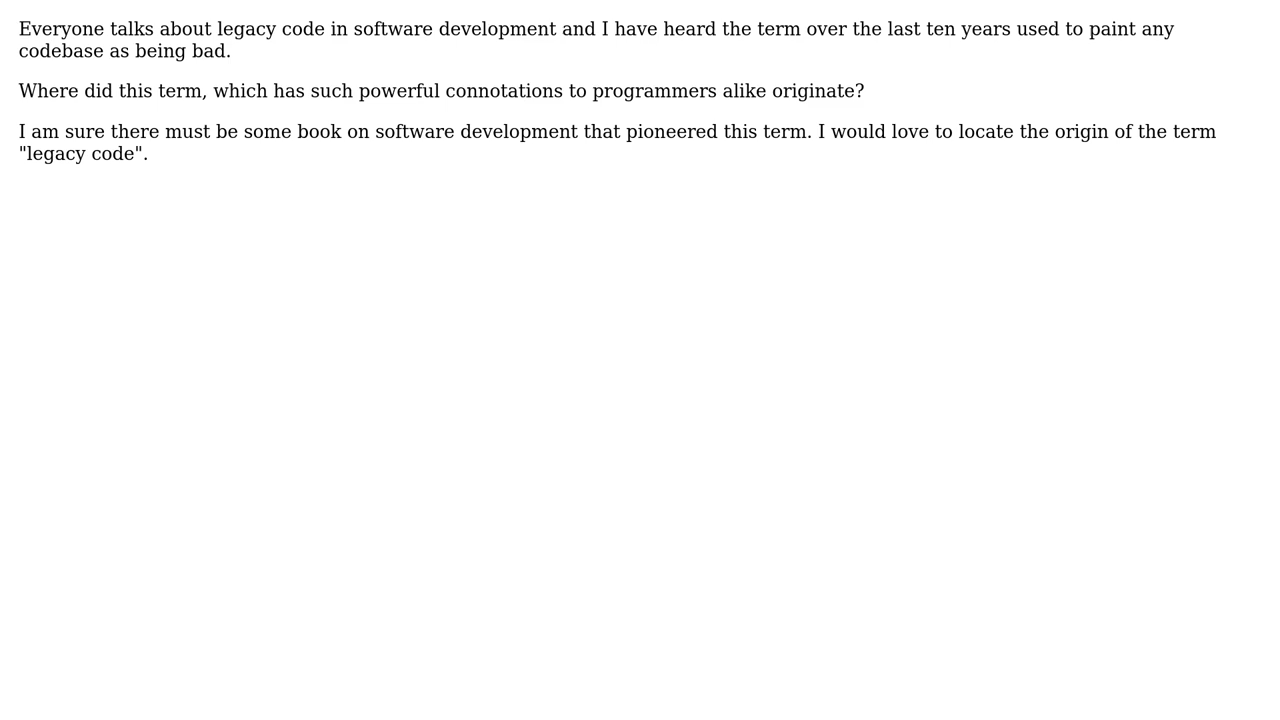 Everyone talks about legacy code in software development and I have heard the term over the last ten years used to paint any
codebase as being bad.
Where did this term, which has such powerful connotations to programmers alike originate?
I am sure there must be some book on software development that pioneered this term. I would love to locate the origin of the term
"legacy code".